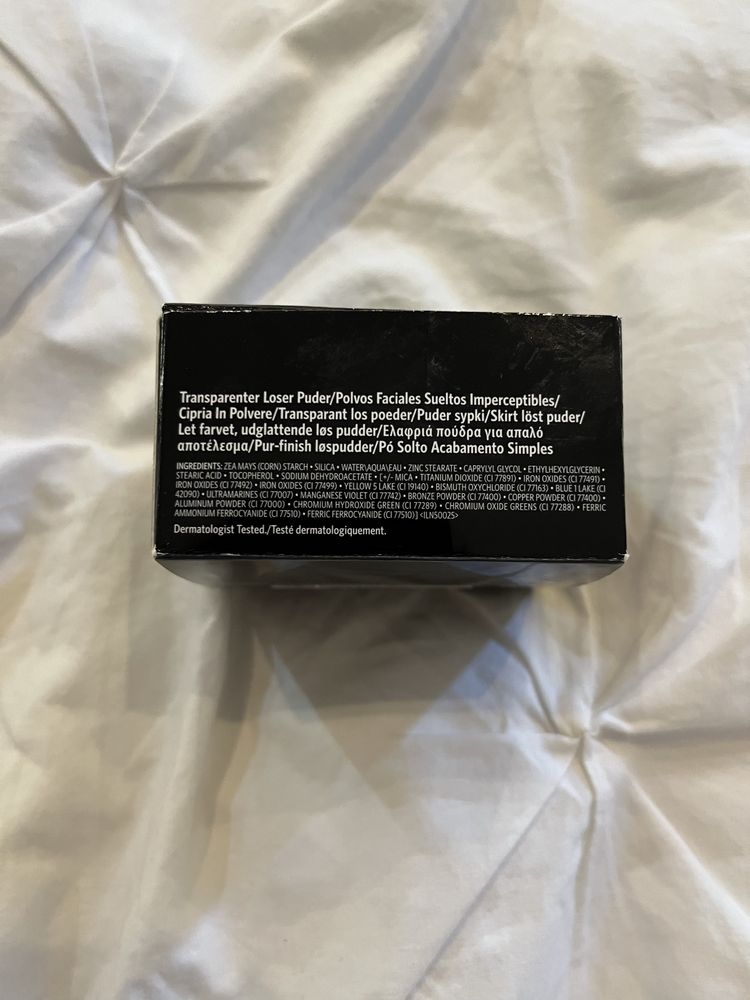 Transparenter Loser Puder/Polvos Faciales Sueltos Imperceptibles/
Cipria In Polvere/Transparant los poeder/Puder sypki/Skirt löst puder/
Let farvet, udglattende løs pudder/Ελαφριά πούδρα για απαλό
αποτέλεσμα/Pur-finish løspudder/Pó Solto Acabamento Simples
INGREDIENTS: ZEA MAYS (CORN) STARCH • SILICA • WATER\AQUA\EAU • ZINC STEARATE • CAPRYLYL GLYCOL • ETHYLHEXYLGLYCERIN •
STEARIC ACID • TOCOPHEROL • SODIUM DEHYDROACETATE • [+/- MICA • TITANIUM DIOXIDE (CI 77891) • IRON OXIDES (CI 77491) •
IRON OXIDES (CI 77492) • IRON OXIDES (CI 77499) • YELLOW 5 LAKE (CI 19140) • BISMUTH OXYCHLORIDE (CI 77163) • BLUE 1 LAKE (CI
42090) • ULTRAMARINES (CI 77007) • MANGANESE VIOLET (CI 77742) • BRONZE POWDER (CI 77400) • COPPER POWDER (CI 77400) •
ALUMINUM POWDER (CI 77000) • CHROMIUM HYDROXIDE GREEN (CI 77289) • CHROMIUM OXIDE GREENS (CI 77288) • FERRIC
AMMONIUM FERROCYANIDE (CI 77510) • FERRIC FERROCYANIDE (CI 77510)] <ILN50025>
Dermatologist Tested./Testé dermatologiquement.